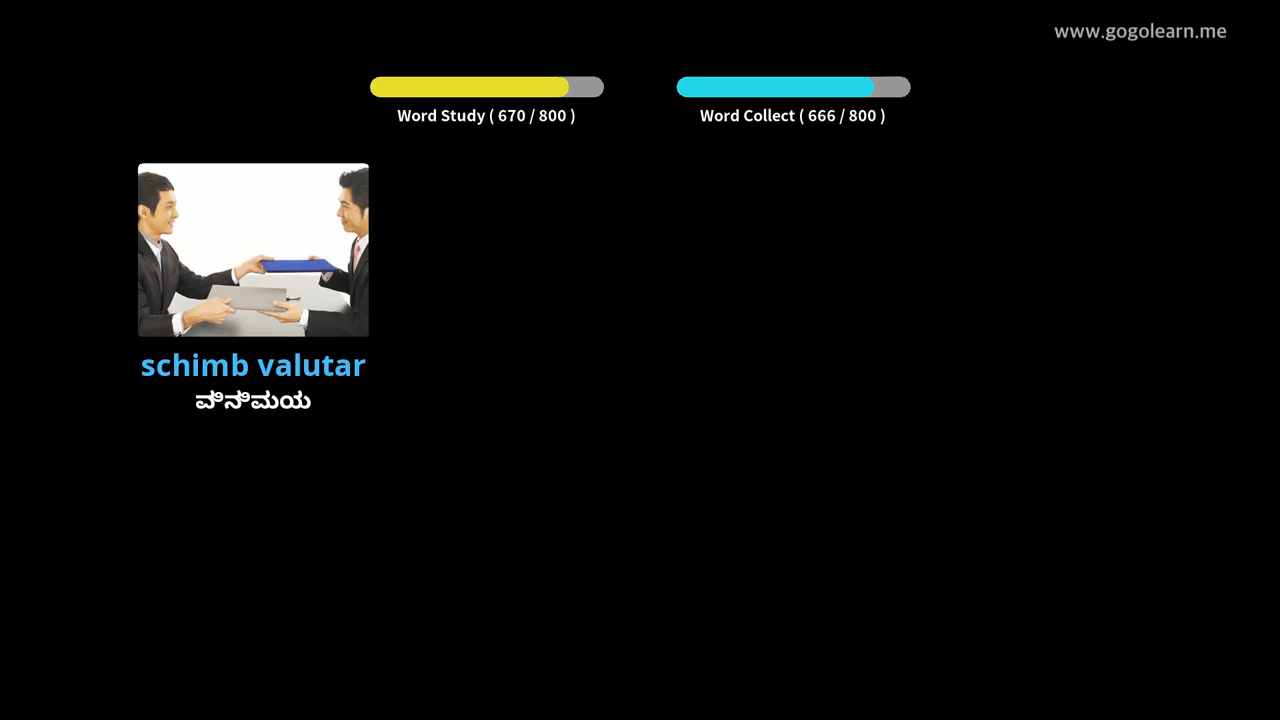 www.gogolearn.me
Word Study ( 670 / 800 )
Word Collect ( 666 / 800 )
schimb valutar
ವಿನಿಮಯ